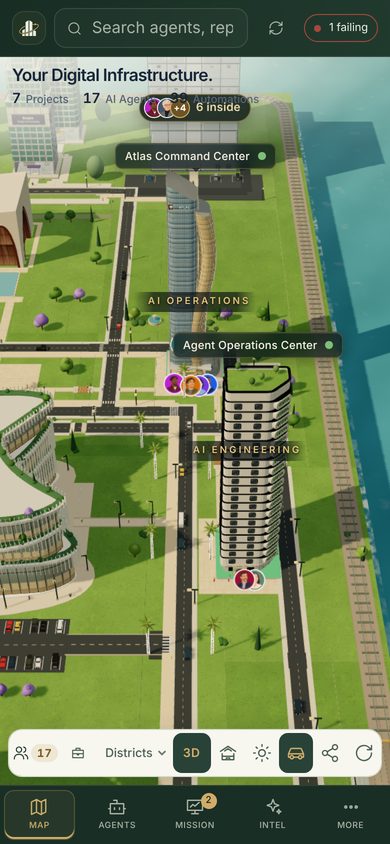 Search agents, rep
1 failing
Your Digital Infrastructure.
7 Projects 17 AI Agen Automations
+4 6 inside
Atlas Command Center
AI OPERATIONS
Agent Operations Center
AI ENGINEERING
17 Districts 3D
2
MAP AGENTS MISSION INTEL MORE